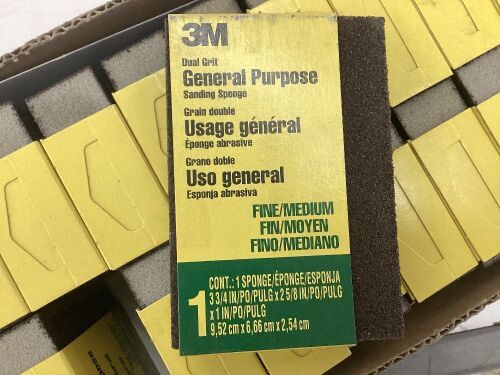 3M
Dual Grit
General Purpose
Sanding Sponge
Grain double
Usage général
Éponge abrasive
Grano doble
Uso general
Esponja abrasiva
FINE/MEDIUM
FIN/MOYEN
FINO/MEDIANO
1
CONT.: 1 SPONGE/ÉPONGE/ESPONJA
3 3/4 IN/PO/PULG x 2 5/8 IN/PO/PULG
x 1 IN/PO/PULG
9,52 cm x 6,66 cm x 2,54 cm